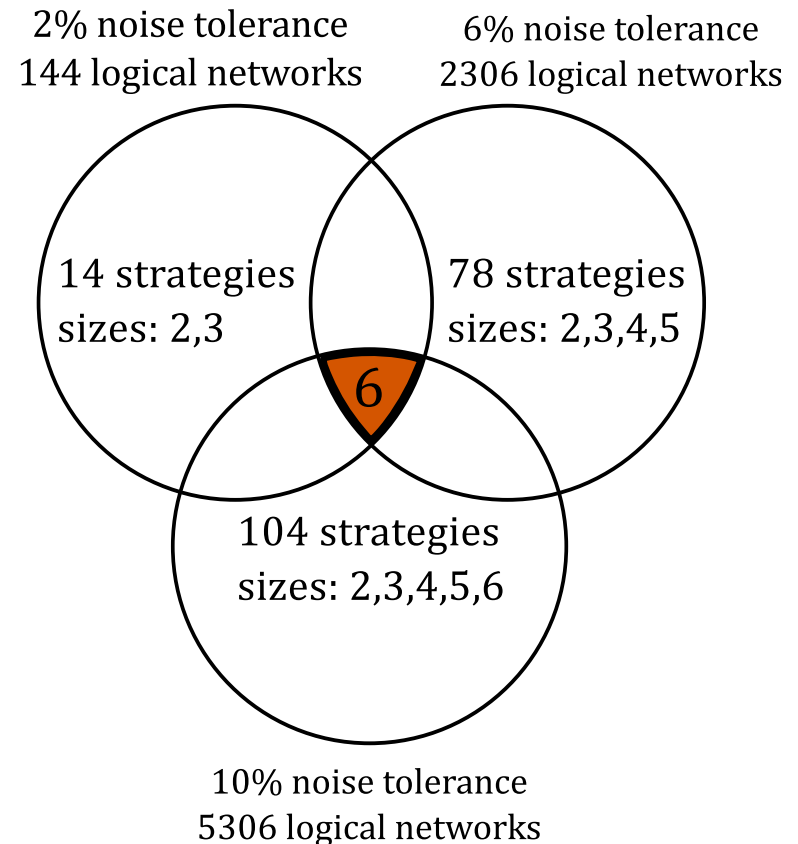 2% noise tolerance
144 logical networks
6% noise tolerance
2306 logical networks
14 strategies
sizes: 2,3
78 strategies
sizes: 2,3,4,5
6
104 strategies
sizes: 2,3,4,5,6
10% noise tolerance
5306 logical networks